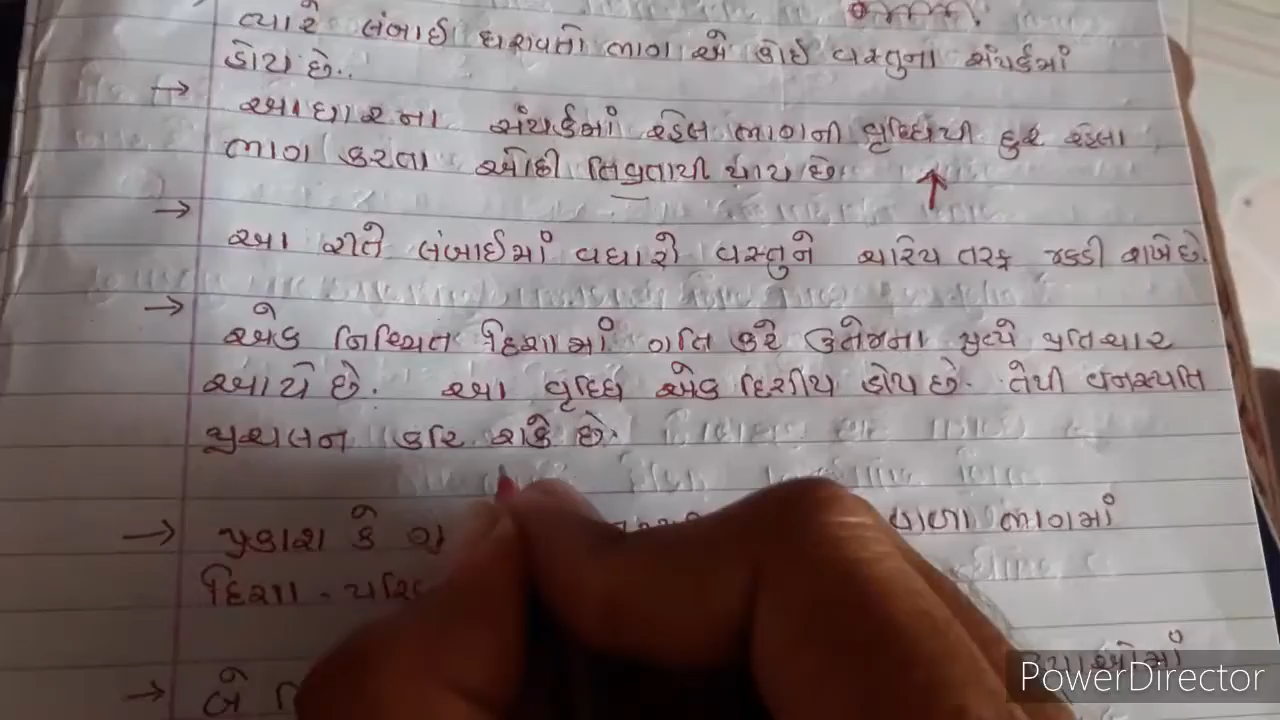 ત્યારે લંબાઈ ધરાવતો ભાગ એ કોઈ વસ્તુના સંપર્કમાં
હોય છે..
→ આધારના સંપર્કમાં રહેલ ભાગની વૃદ્ધિથી દુર રહેલા
ભાગ કરતા ઓછી તિવ્રતાથી થાય છે.
→ આ રીતે લંબાઈમાં વધારો વસ્તુને ચારેય તરફ જકડી રાખે છે.
→ એક નિશ્ચિત દિશામાં ગતિ કરે ઉત્તેજના પ્રત્યે પ્રતિચાર
આપે છે. આ વૃદ્ધિ એક દિશીય હોય છે. તેથી વનસ્પતિ
પ્રચલન કરિ શકે છે.
→ પ્રકાશ કે વાળા ભાગમાં
દિશા
→ બે
PowerDirector